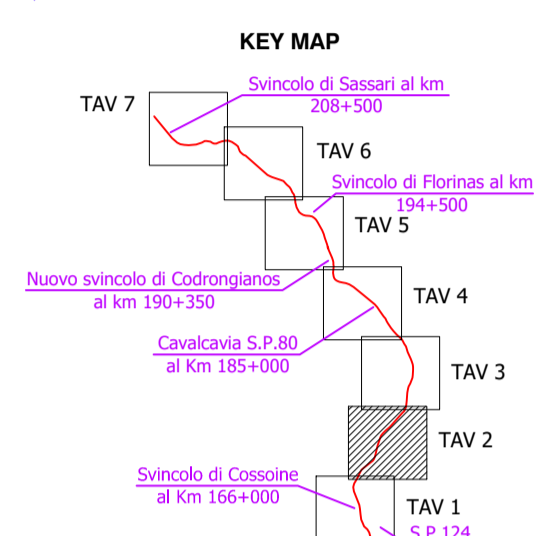 KEY MAP
Svincolo di Sassari al km
208+500
TAV 7
TAV 6
Svincolo di Florinas al km
194+500
TAV 5
Nuovo svincolo di Codrongianos
al km 190+350
TAV 4
Cavalcavia S.P.80
al Km 185+000
TAV 3
TAV 2
Svincolo di Cossoine
al Km 166+000
TAV 1
S.P.124